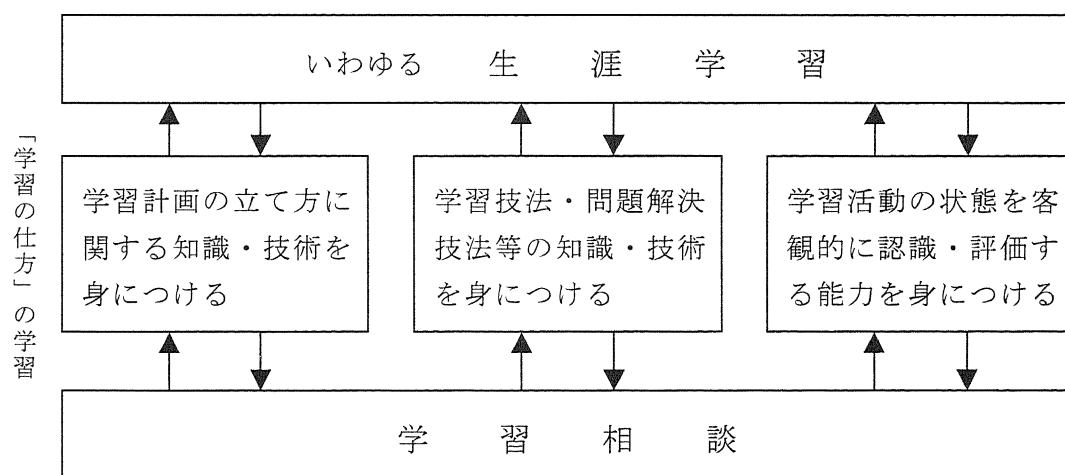 いわゆる 生涯学習
「学習の仕方」の学習
学習計画の立て方に
関する知識・技術を
身につける
学習技法・問題解決
技法等の知識・技術
を身につける
学習活動の状態を客
観的に認識・評価す
る能力を身につける
学習相談